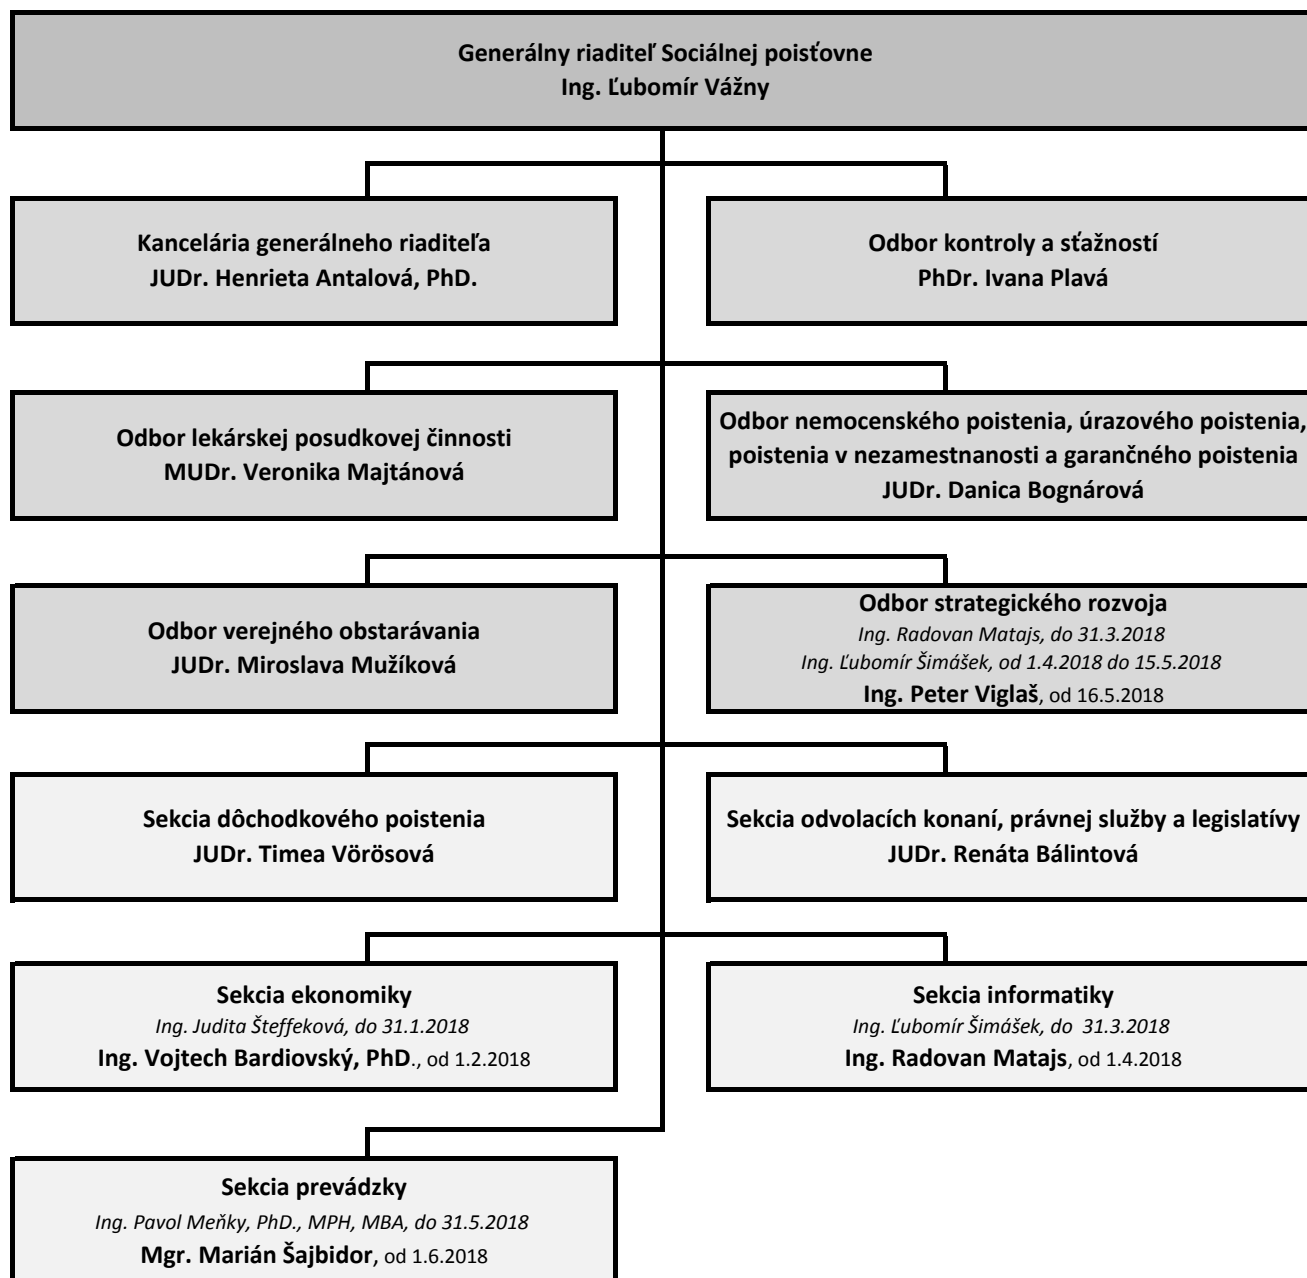 Generálny riaditeľ Sociálnej poisťovne
Ing. Ľubomír Vážny
Kancelária generálneho riaditeľa
JUDr. Henrieta Antalová, PhD.
Odbor kontroly a sťažností
PhDr. Ivana Plavá
Odbor lekárskej posudkovej činnosti
MUDr. Veronika Majtánová
Odbor nemocenského poistenia, úrazového poistenia,
poistenia v nezamestnanosti a garančného poistenia
JUDr. Danica Bognárová
Odbor verejného obstarávania
JUDr. Miroslava Mužíková
Odbor strategického rozvoja
Ing. Radovan Matajs, do 31.3.2018
Ing. Ľubomír Šimášek, od 1.4.2018 do 15.5.2018
Ing. Peter Viglaš, od 16.5.2018
Sekcia dôchodkového poistenia
JUDr. Timea Vörösová
Sekcia odvolacích konaní, právnej služby a legislatívy
JUDr. Renáta Bálintová
Sekcia ekonomiky
Ing. Judita Šteffeková, do 31.1.2018
Ing. Vojtech Bardiovský, PhD., od 1.2.2018
Sekcia informatiky
Ing. Ľubomír Šimášek, do  31.3.2018
Ing. Radovan Matajs, od 1.4.2018
Sekcia prevádzky
Ing. Pavol Meňky, PhD., MPH, MBA, do 31.5.2018
Mgr. Marián Šajbidor, od 1.6.2018